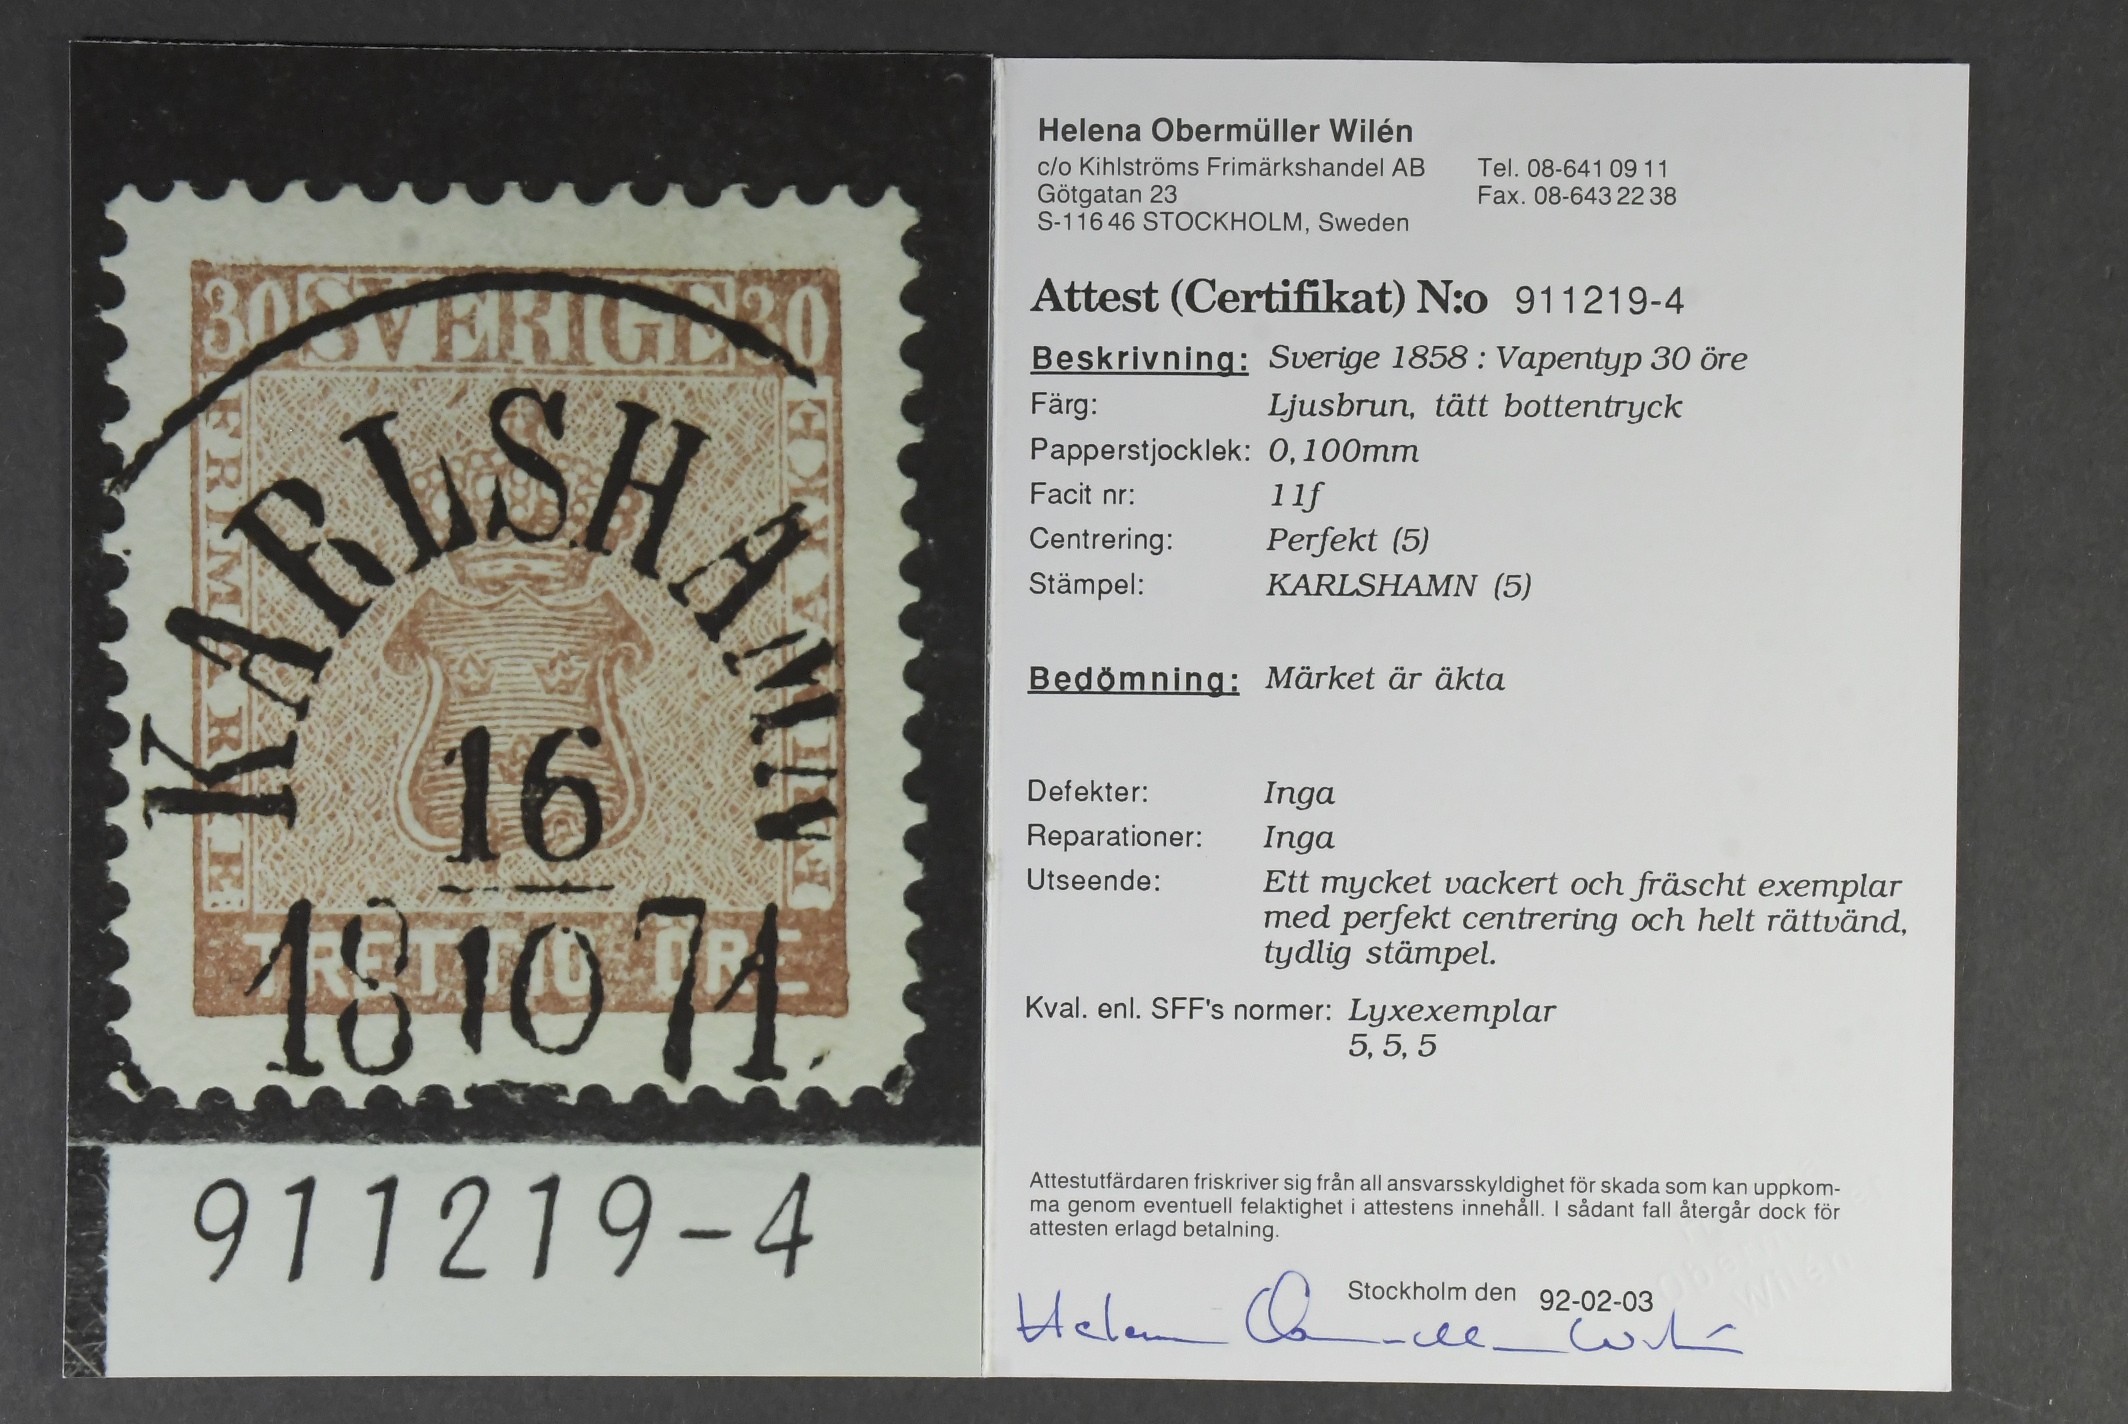 30 SVERIGE 30
FRIMÄRKE
KARLSHAMN
16
18 10 71
TRETTIO ÖRE
911219-4
Helena Obermüller Wilén
c/o Kihlströms Frimärkshandel AB Tel. 08-641 09 11
Götgatan 23 Fax. 08-643 22 38
S-116 46 STOCKHOLM, Sweden
Attest (Certifikat) N:o 911219-4
Beskrivning: Sverige 1858 : Vapentyp 30 öre
Färg: Ljusbrun, tätt bottentryck
Papperstjocklek: 0,100mm
Facit nr: 11f
Centrering: Perfekt (5)
Stämpel: KARLSHAMN (5)
Bedömning: Märket är äkta
Defekter: Inga
Reparationer: Inga
Utseende: Ett mycket vackert och fräscht exemplar
med perfekt centrering och helt rättvänd,
tydlig stämpel.
Kval. enl. SFF's normer: Lyxexemplar
5, 5, 5
Attestutfärdaren friskriver sig från all ansvarsskyldighet för skada som kan uppkom-
ma genom eventuell felaktighet i attestens innehåll. I sådant fall återgår dock för
attesten erlagd betalning.
Stockholm den 92-02-03
Helena Obermüller Wilén